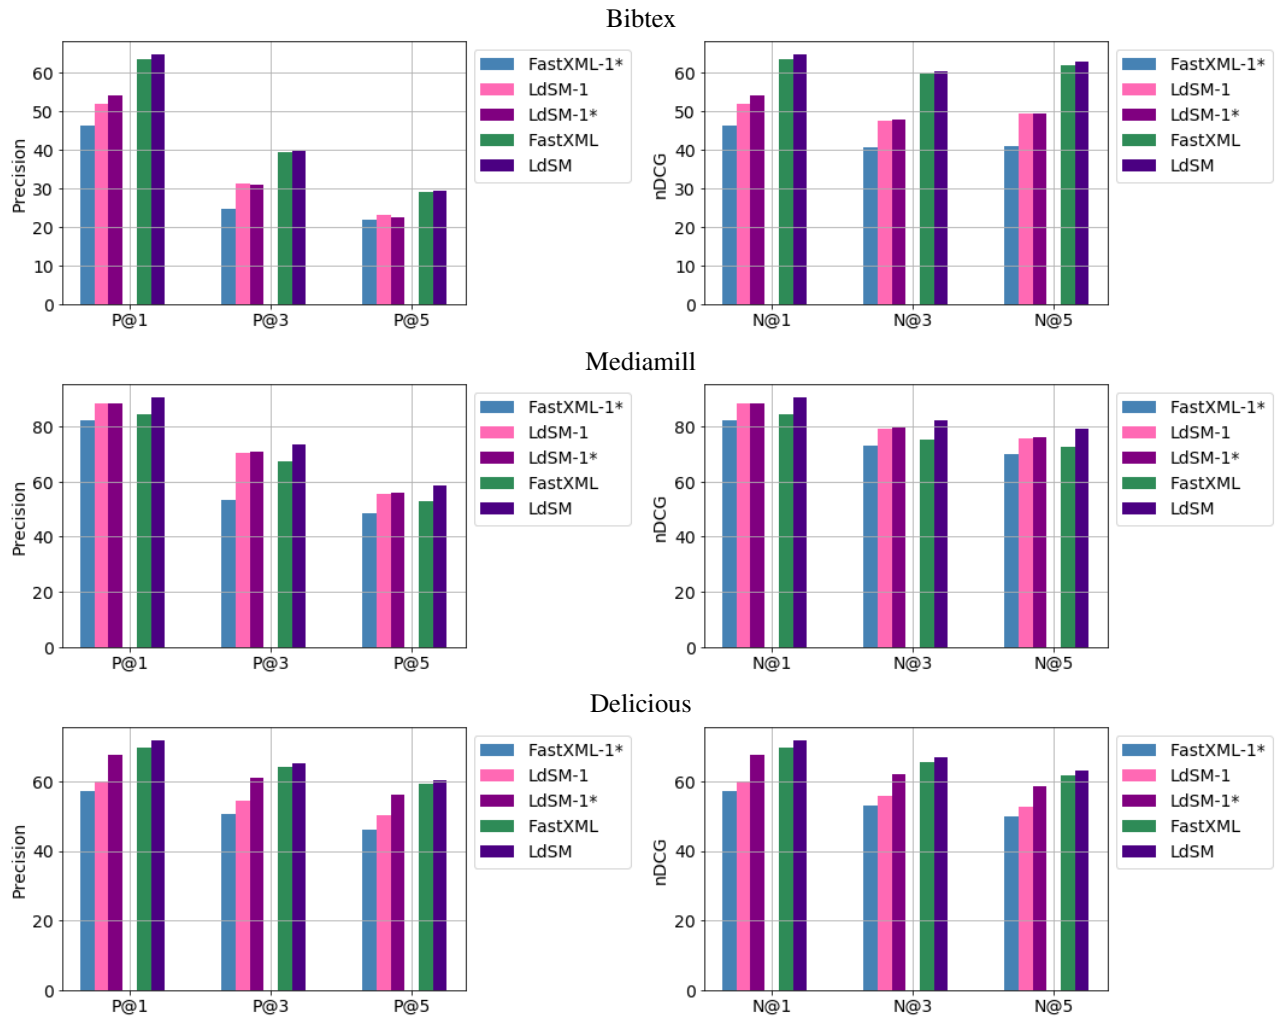 Bibtex
Precision
60
50
40
30
20
10
0
P@1 P@3 P@5
FastXML-1*
LdSM-1
LdSM-1*
FastXML
LdSM
nDCG
60
50
40
30
20
10
0
N@1 N@3 N@5
FastXML-1*
LdSM-1
LdSM-1*
FastXML
LdSM
Mediamill
Precision
80
60
40
20
0
P@1 P@3 P@5
FastXML-1*
LdSM-1
LdSM-1*
FastXML
LdSM
nDCG
80
60
40
20
0
N@1 N@3 N@5
FastXML-1*
LdSM-1
LdSM-1*
FastXML
LdSM
Delicious
Precision
60
40
20
0
P@1 P@3 P@5
FastXML-1*
LdSM-1
LdSM-1*
FastXML
LdSM
nDCG
60
40
20
0
N@1 N@3 N@5
FastXML-1*
LdSM-1
LdSM-1*
FastXML
LdSM